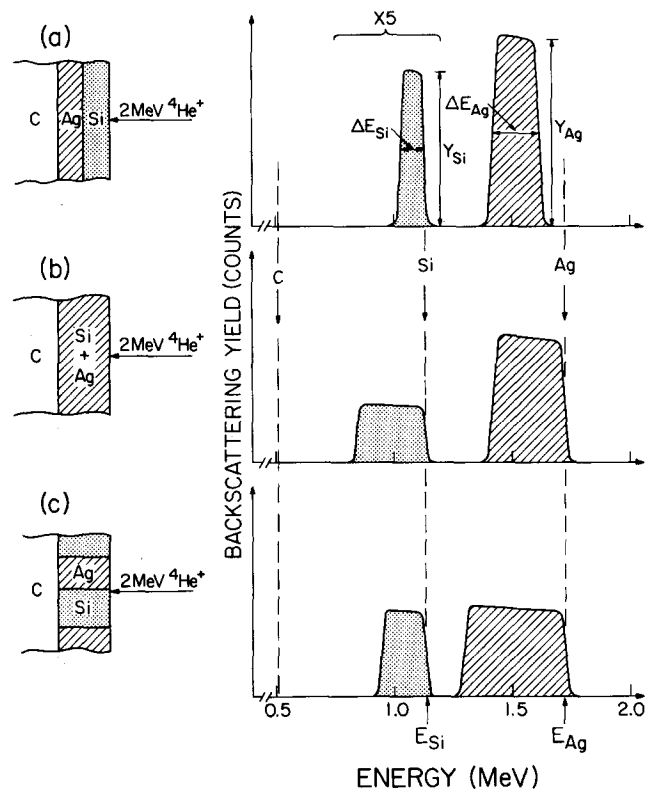 (a)
C
Ag
Si
2MeV ⁴He⁺
X5
ΔE_Si
Y_Si
ΔE_Ag
Y_Ag
C
Si
Ag
(b)
C
Si
+
Ag
2MeV ⁴He⁺
(c)
C
Ag
Si
2MeV ⁴He⁺
BACKSCATTERING YIELD (COUNTS)
0.5
1.0
1.5
2.0
E_Si
E_Ag
ENERGY (MeV)